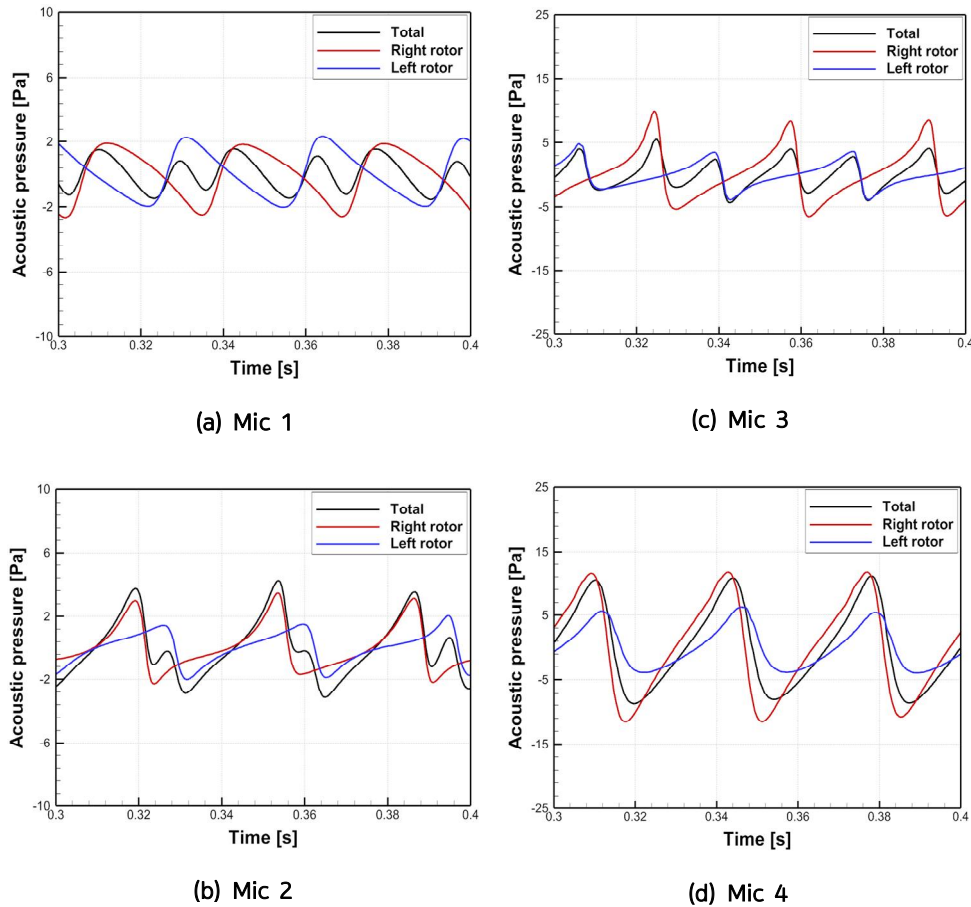 10
6
2
-2
-6
-10
Acoustic pressure [Pa]
Total
Right rotor
Left rotor
0.3
0.32
0.34
0.36
0.38
0.4
Time [s]
(a) Mic 1
25
15
5
-5
-15
-25
Acoustic pressure [Pa]
Total
Right rotor
Left rotor
0.3
0.32
0.34
0.36
0.38
0.4
Time [s]
(c) Mic 3
10
6
2
-2
-6
-10
Acoustic pressure [Pa]
Total
Right rotor
Left rotor
0.3
0.32
0.34
0.36
0.38
0.4
Time [s]
(b) Mic 2
25
15
5
-5
-15
-25
Acoustic pressure [Pa]
Total
Right rotor
Left rotor
0.3
0.32
0.34
0.36
0.38
0.4
Time [s]
(d) Mic 4